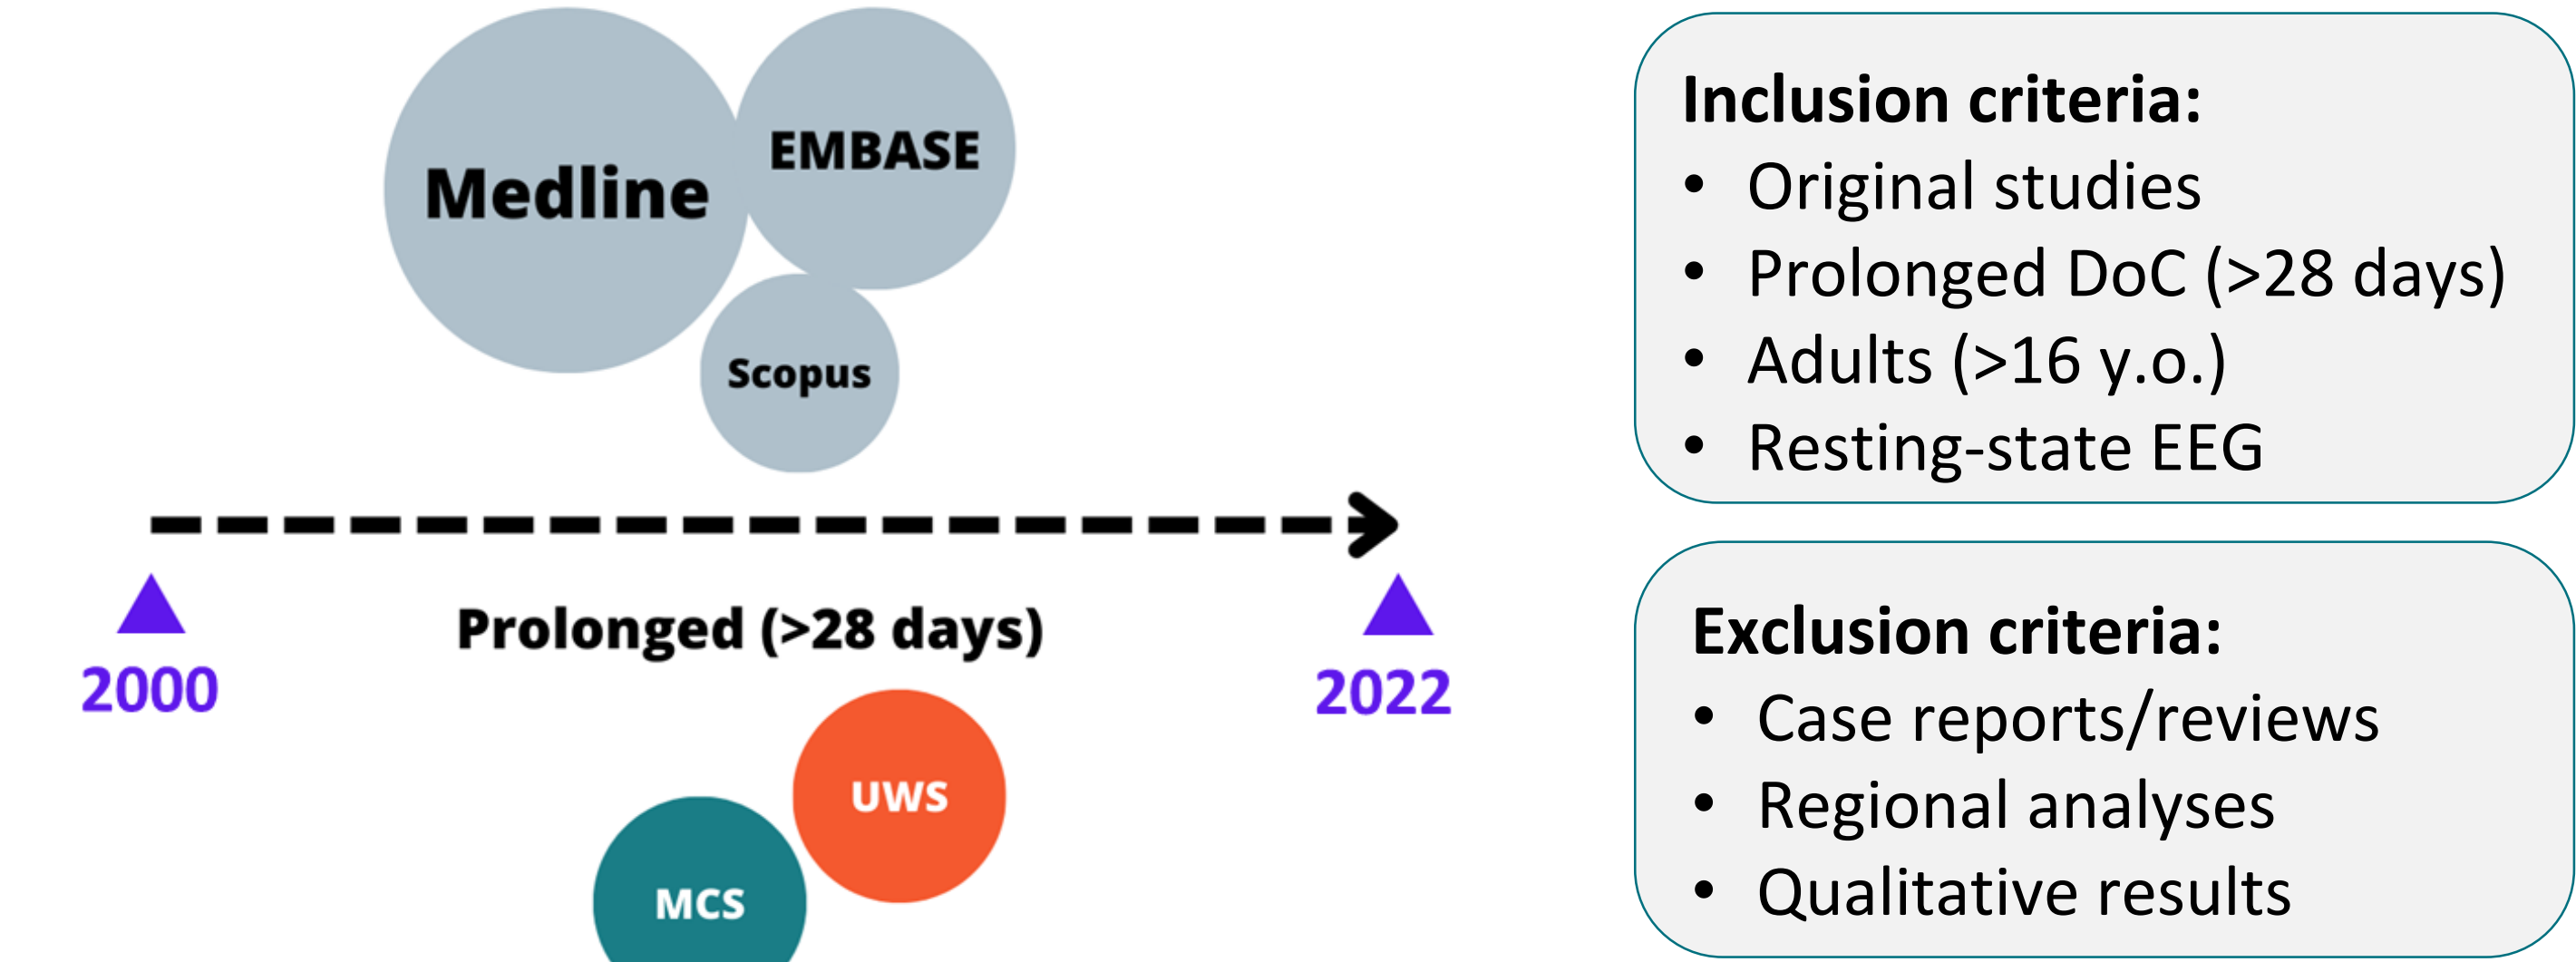 Medline
EMBASE
Scopus
Prolonged (>28 days)
2000
2022
UWS
MCS
Inclusion criteria:
• Original studies
• Prolonged DoC (>28 days)
• Adults (>16 y.o.)
• Resting-state EEG
Exclusion criteria:
• Case reports/reviews
• Regional analyses
• Qualitative results